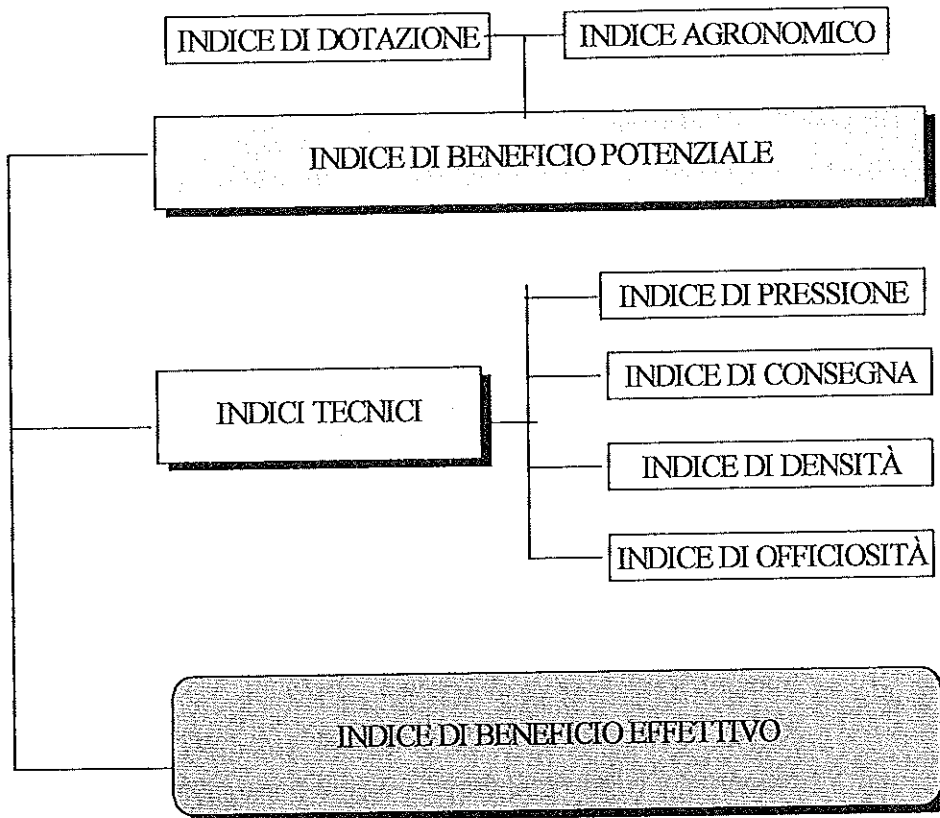 INDICE DI DOTAZIONE
INDICE AGRONOMICO
INDICE DI BENEFICIO POTENZIALE
INDICE DI PRESSIONE
INDICE DI CONSEGNA
INDICI TECNICI
INDICE DI DENSITÀ
INDICE DI OFFICIOSITÀ
INDICE DI BENEFICIO EFFETTIVO